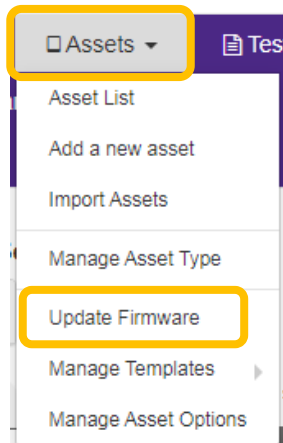 Assets
Tes
Asset List
Add a new asset
Import Assets
Manage Asset Type
Update Firmware
Manage Templates
Manage Asset Options